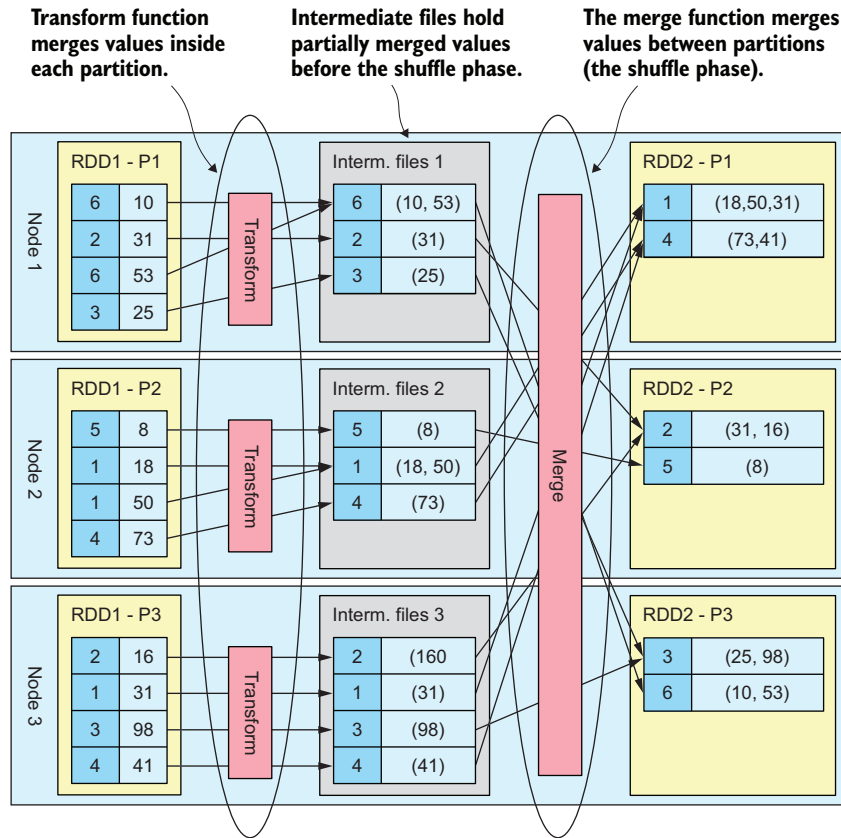 Transform function
merges values inside
each partition.
Intermediate files hold
partially merged values
before the shuffle phase.
The merge function merges
values between partitions
(the shuffle phase).
Node 1
RDD1 - P1
6 10
2 31
6 53
3 25
Transform
Interm. files 1
6 (10, 53)
2 (31)
3 (25)
Merge
RDD2 - P1
1 (18,50,31)
4 (73,41)
Node 2
RDD1 - P2
5 8
1 18
1 50
4 73
Transform
Interm. files 2
5 (8)
1 (18, 50)
4 (73)
RDD2 - P2
2 (31, 16)
5 (8)
Node 3
RDD1 - P3
2 16
1 31
3 98
4 41
Transform
Interm. files 3
2 (160
1 (31)
3 (98)
4 (41)
RDD2 - P3
3 (25, 98)
6 (10, 53)